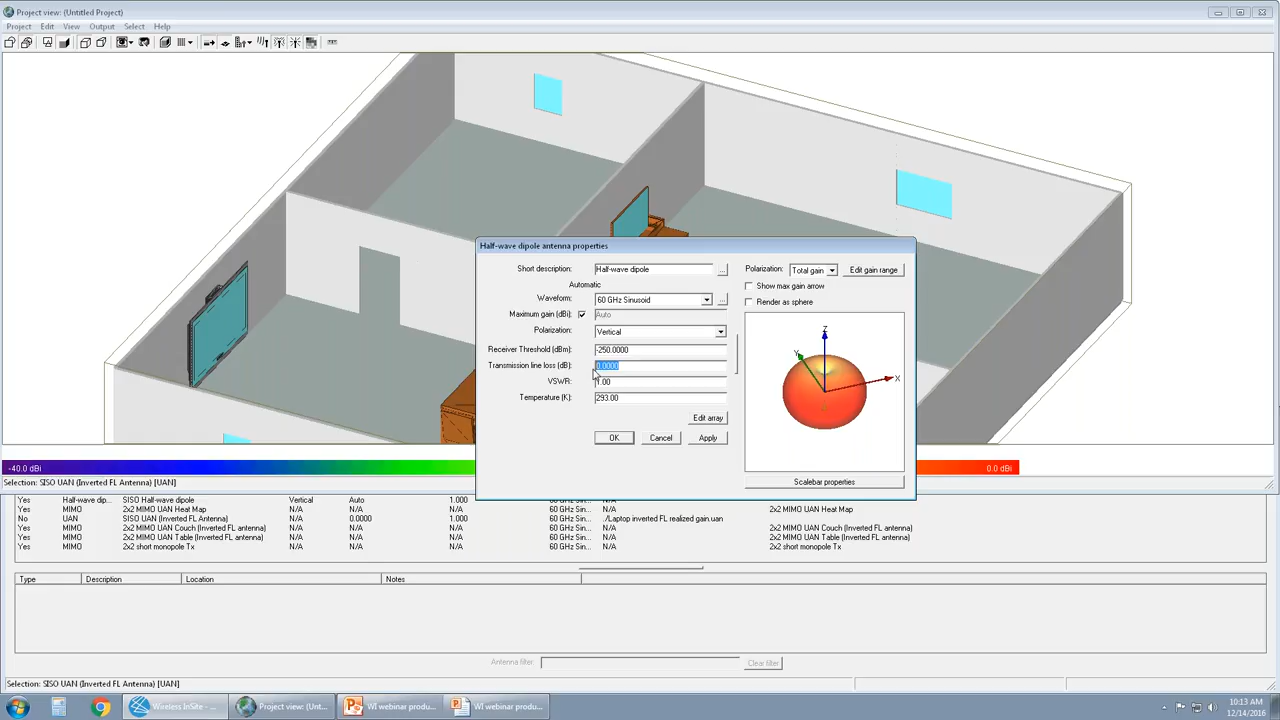 Project view: (Untitled Project)
Project Edit View Output Select Help
Half-wave dipole antenna properties
Short description: Half-wave dipole ...
Automatic
Waveform: 60 GHz Sinusoid ...
Maximum gain (dBi): Auto
Polarization: Vertical
Receiver Threshold (dBm): -250.0000
Transmission line loss (dB): 0.0000
VSWR: 1.00
Temperature (K): 293.00
Edit array
OK Cancel Apply
Polarization: Total gain Edit gain range
Show max gain arrow
Render as sphere
Z
Y
X
Scalebar properties
-40.0 dBi 0.0 dBi
Selection: SISO UAN (Inverted FL Antenna) [UAN]
Yes Half-wave dip... SISO Half-wave dipole Vertical Auto 1.000 60 GHz Sin... N/A
Yes MIMO 2x2 MIMO UAN Heat Map N/A N/A N/A 60 GHz Sin... N/A 2x2 MIMO UAN Heat Map
No UAN SISO UAN (Inverted FL Antenna) N/A 0.0000 1.000 60 GHz Sin... ./Laptop inverted FL realized gain.uan
Yes MIMO 2x2 MIMO UAN Couch (Inverted FL antenna) N/A N/A N/A 60 GHz Sin... N/A 2x2 MIMO UAN Couch (Inverted FL antenna)
Yes MIMO 2x2 MIMO UAN Table (Inverted FL antenna) N/A N/A N/A 60 GHz Sin... N/A 2x2 MIMO UAN Table (Inverted FL antenna)
Yes MIMO 2x2 short monopole Tx N/A N/A N/A 60 GHz Sin... N/A 2x2 short monopole Tx
Type Description Location Notes
Antenna filter: Clear filter
Selection: SISO UAN (Inverted FL Antenna) [UAN]
Wireless InSite - ... Project view: (Unt... WI webinar produ... WI webinar produ...
10:13 AM
12/14/2016